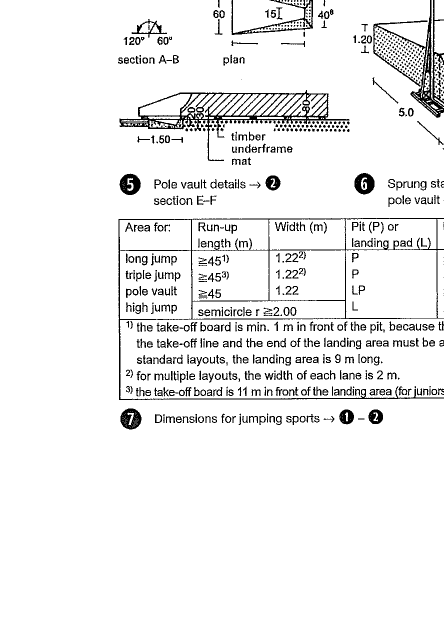 60
15
40⁸
120° 60°
section A–B
plan
1.20
5.0
80
20
30
1.50
timber
underframe
mat
5 Pole vault details → 2
section E–F
6 Sprung sta
pole vault
Area for: Run-up length (m) Width (m) Pit (P) or landing pad (L)
long jump ≧45¹⁾ 1.22²⁾ P
triple jump ≧45³⁾ 1.22²⁾ P
pole vault ≧45 1.22 LP
high jump semicircle r ≧2.00 L
¹⁾ the take-off board is min. 1 m in front of the pit, because th
the take-off line and the end of the landing area must be a
standard layouts, the landing area is 9 m long.
²⁾ for multiple layouts, the width of each lane is 2 m.
³⁾ the take-off board is 11 m in front of the landing area (for juniors
7 Dimensions for jumping sports → 1 – 2